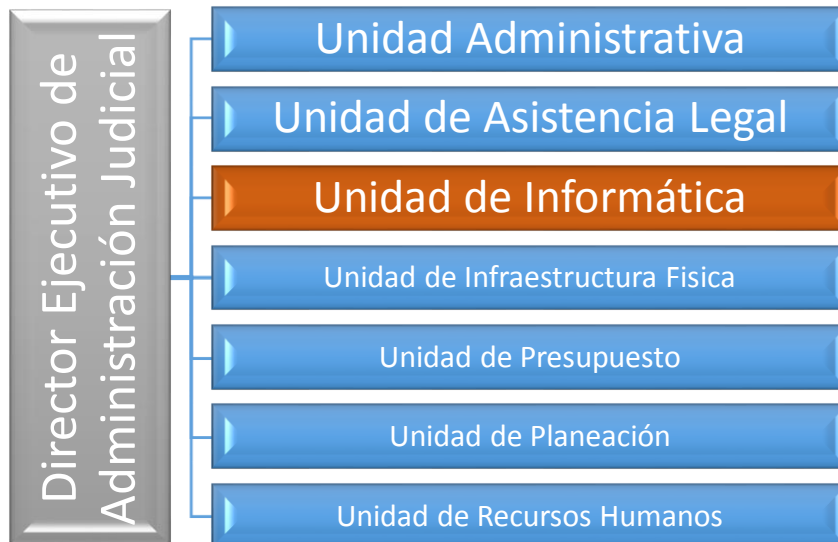 Director Ejecutivo de
Administración Judicial
Unidad Administrativa
Unidad de Asistencia Legal
Unidad de Informática
Unidad de Infraestructura Fisica
Unidad de Presupuesto
Unidad de Planeación
Unidad de Recursos Humanos